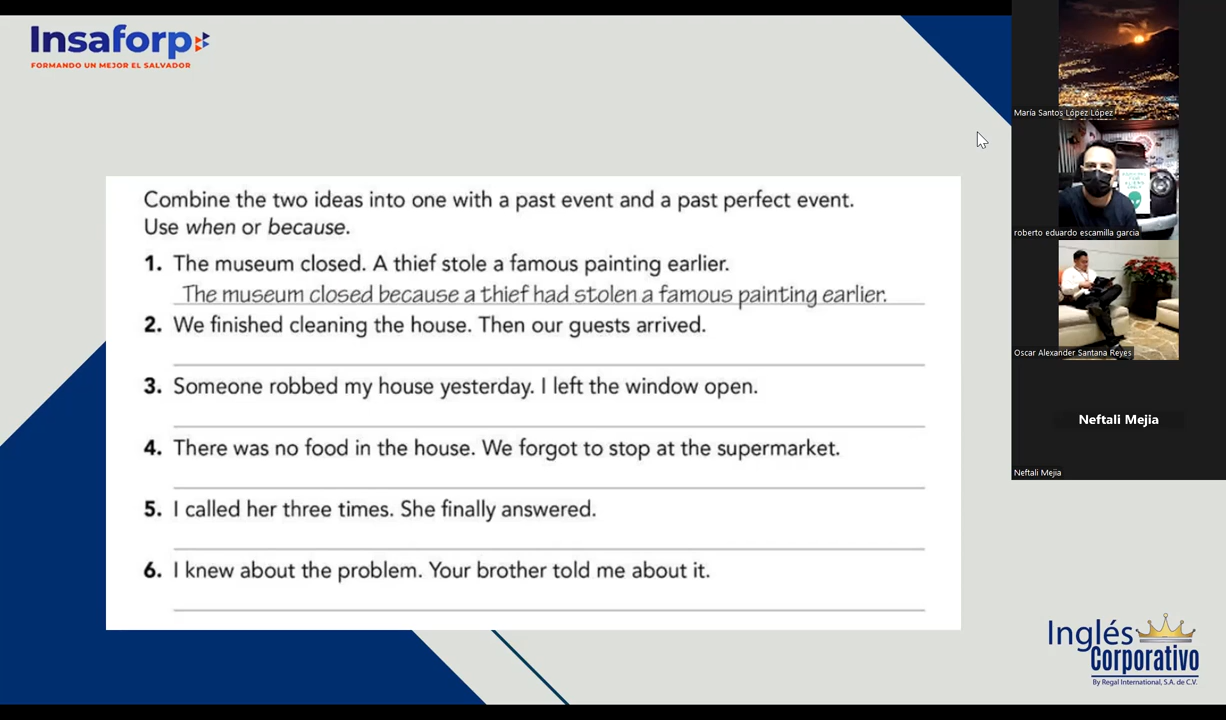 Insaforp
FORMANDO UN MEJOR EL SALVADOR
Combine the two ideas into one with a past event and a past perfect event.
Use when or because.
1. The museum closed. A thief stole a famous painting earlier.
The museum closed because a thief had stolen a famous painting earlier.
2. We finished cleaning the house. Then our guests arrived.
3. Someone robbed my house yesterday. I left the window open.
4. There was no food in the house. We forgot to stop at the supermarket.
5. I called her three times. She finally answered.
6. I knew about the problem. Your brother told me about it.
María Santos López López
roberto eduardo escamilla garcia
Oscar Alexander Santana Reyes
Neftali Mejia
Neftali Mejia
Inglés
Corporativo
By Regal International, S.A. de C.V.